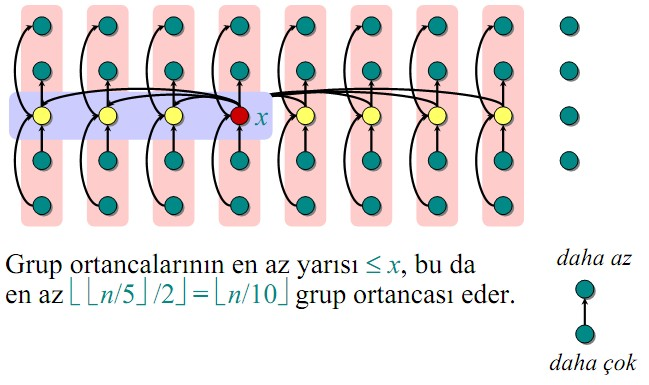 x
Grup ortancalarının en az yarısı ≤ x, bu da
en az ⌊ ⌊n/5⌋ /2⌋ = ⌊n/10⌋ grup ortancası eder.
daha az
daha çok